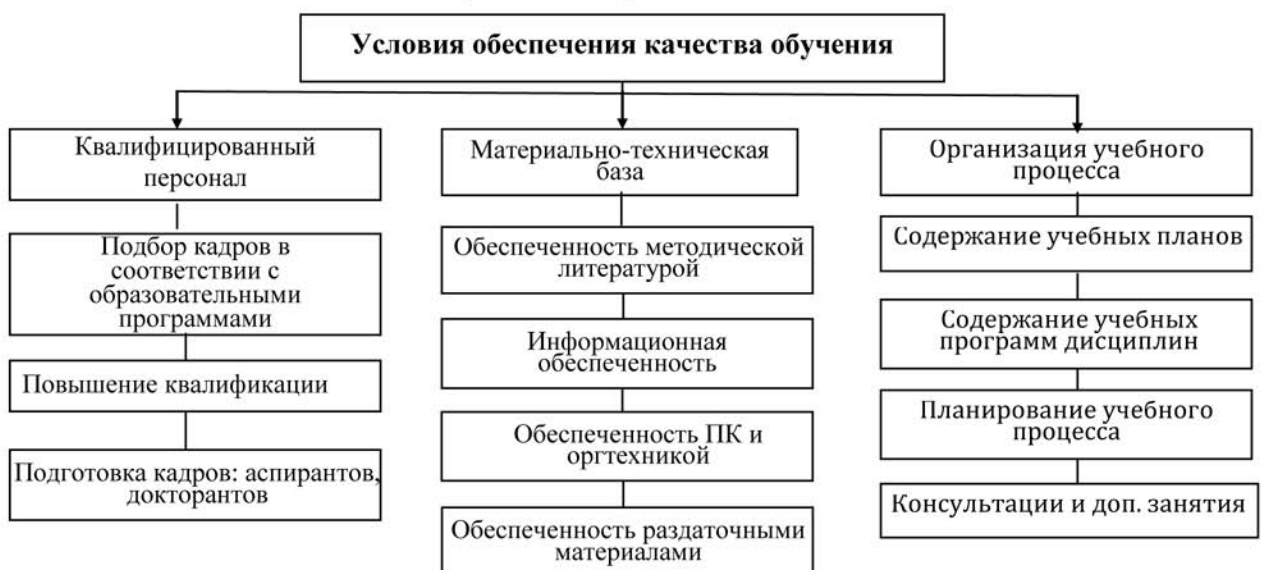 Условия обеспечения качества обучения
Квалифицированный
персонал
Подбор кадров в
соответствии с
образовательными
программами
Повышение квалификации
Подготовка кадров: аспирантов,
докторантов
Материально-техническая
база
Обеспеченность методической
литературой
Информационная
обеспеченность
Обеспеченность ПК и
оргтехникой
Обеспеченность раздаточными
материалами
Организация учебного
процесса
Содержание учебных планов
Содержание учебных
программ дисциплин
Планирование учебного
процесса
Консультации и доп. занятия